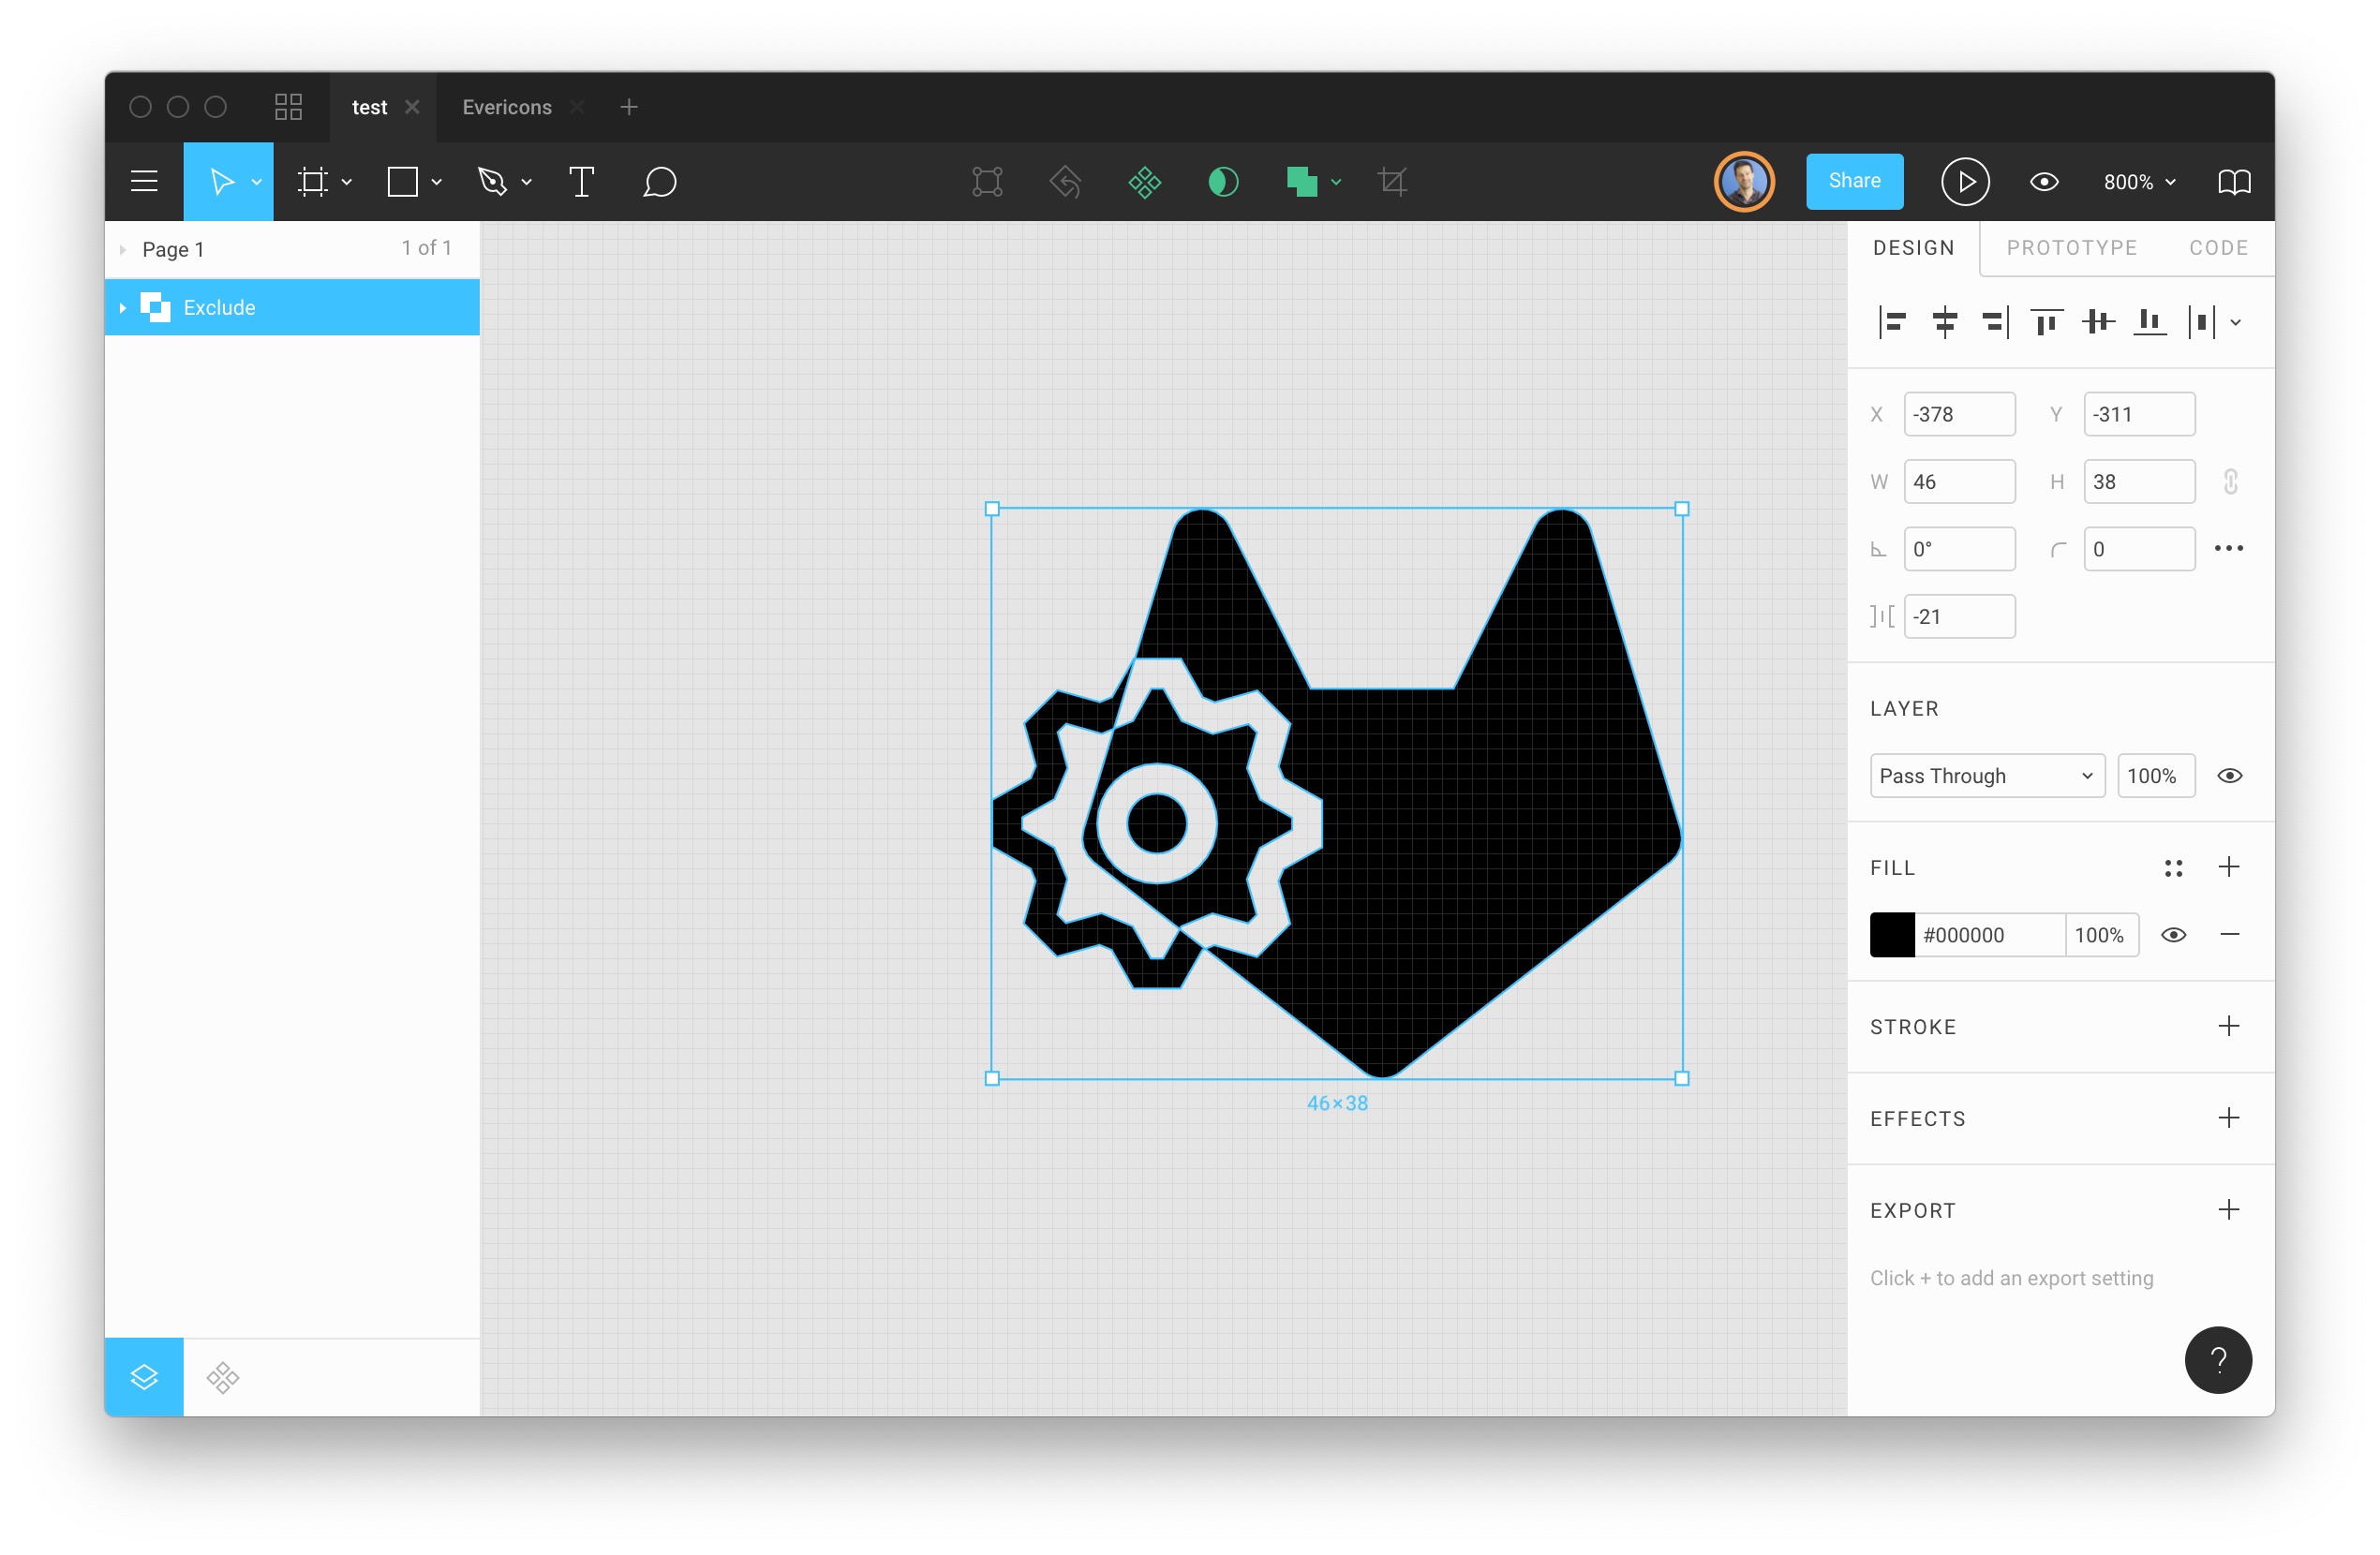 test
Evericons
Share
800%
Page 1
1 of 1
DESIGN
PROTOTYPE
CODE
Exclude
X
-378
Y
-311
W
46
H
38
0°
0
-21
LAYER
Pass Through
100%
FILL
#000000
100%
STROKE
46×38
EFFECTS
EXPORT
Click + to add an export setting
?